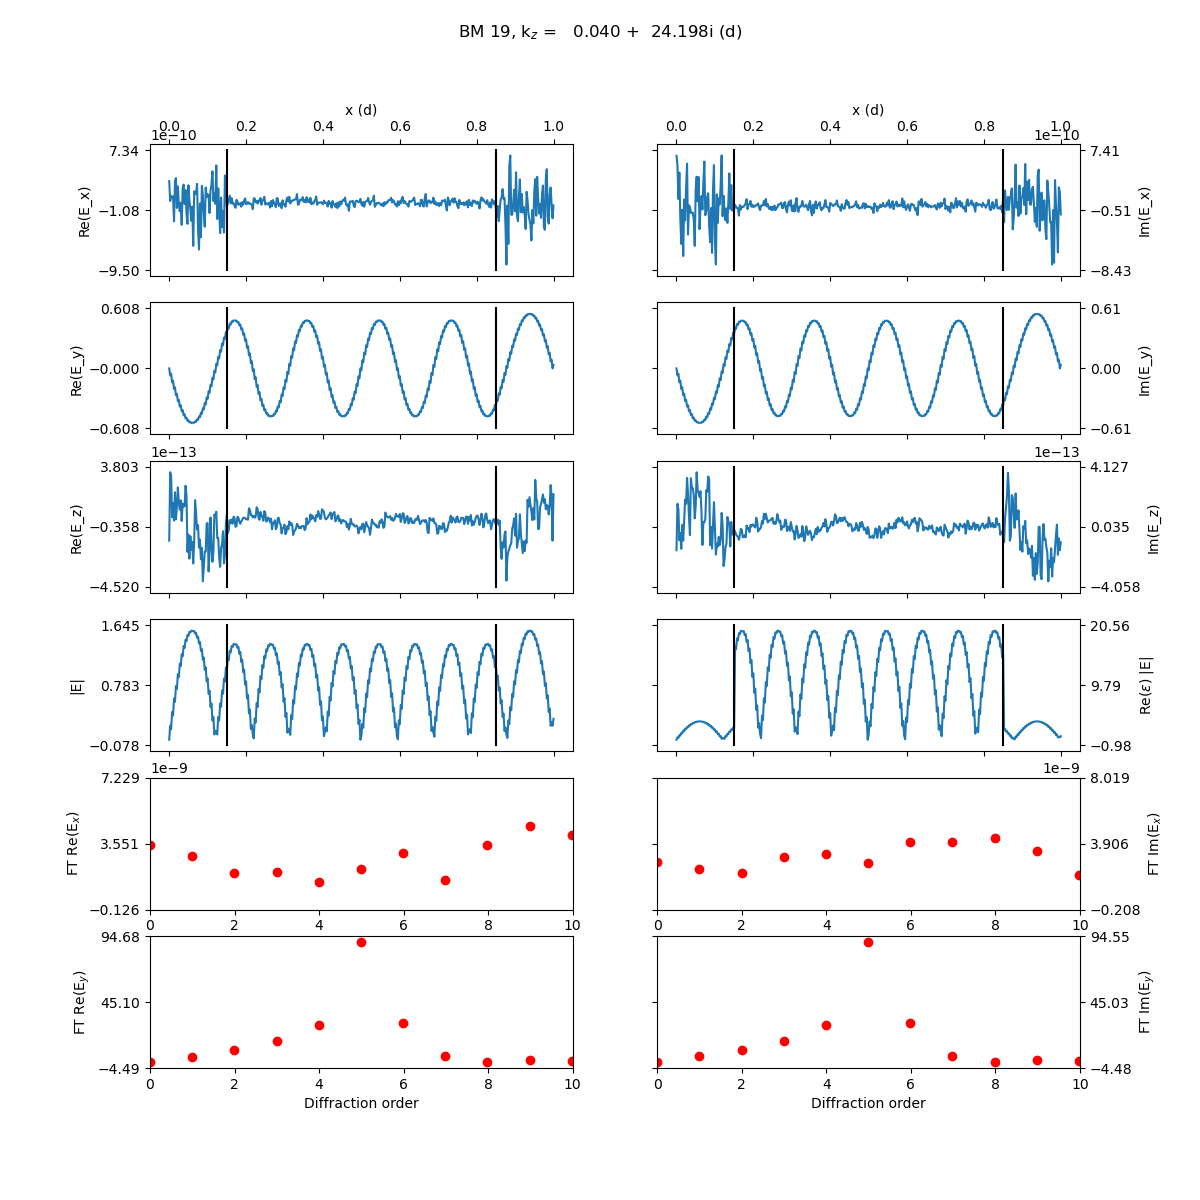 BM 19, k_z = 0.040 + 24.198i (d)
x (d)
x (d)
0.0 0.2 0.4 0.6 0.8 1.0
0.0 0.2 0.4 0.6 0.8 1.0
1e−10
1e−10
7.34
−1.08
−9.50
Re(E_x)
7.41
−0.51
−8.43
Im(E_x)
0.608
−0.000
−0.608
Re(E_y)
0.61
0.00
−0.61
Im(E_y)
1e−13
1e−13
3.803
−0.358
−4.520
Re(E_z)
4.127
0.035
−4.058
Im(E_z)
1.645
0.783
−0.078
|E|
20.56
9.79
−0.98
Re(ε) |E|
1e−9
1e−9
7.229
3.551
−0.126
FT Re(E_x)
0 2 4 6 8 10
8.019
3.906
−0.208
FT Im(E_x)
0 2 4 6 8 10
94.68
45.10
−4.49
FT Re(E_y)
0 2 4 6 8 10
Diffraction order
94.55
45.03
−4.48
FT Im(E_y)
0 2 4 6 8 10
Diffraction order